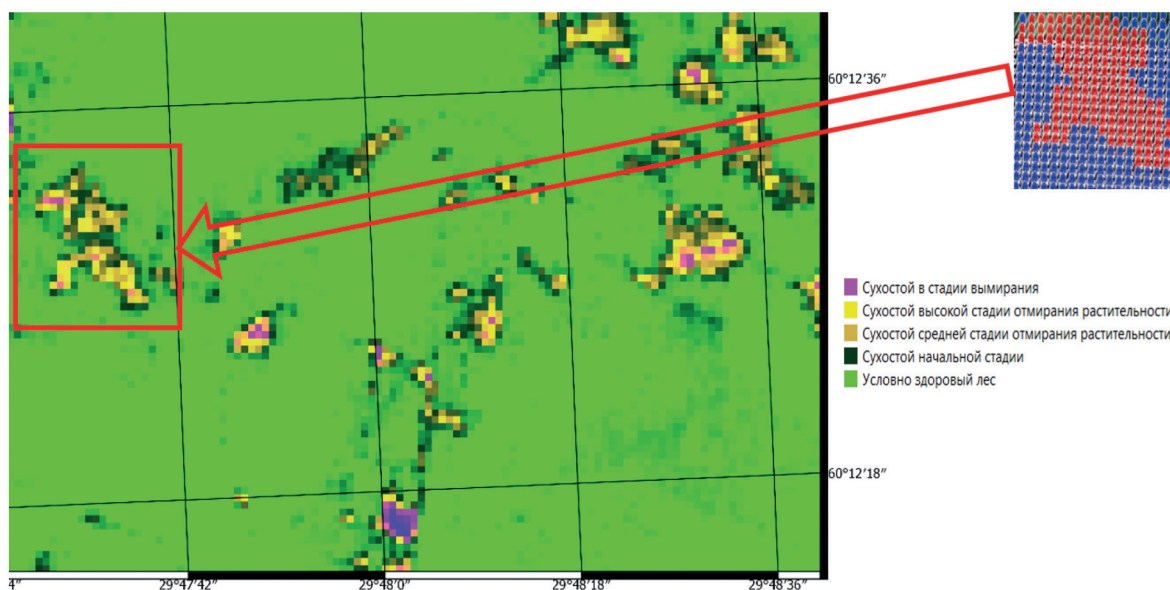 60°12′36″
Сухостой в стадии вымирания
Сухостой высокой стадии отмирания растительности
Сухостой средней стадии отмирания растительности
Сухостой начальной стадии
Условно здоровый лес
60°12′18″
4″ 29°47′42″ 29°48′0″ 29°48′18″ 29°48′36″